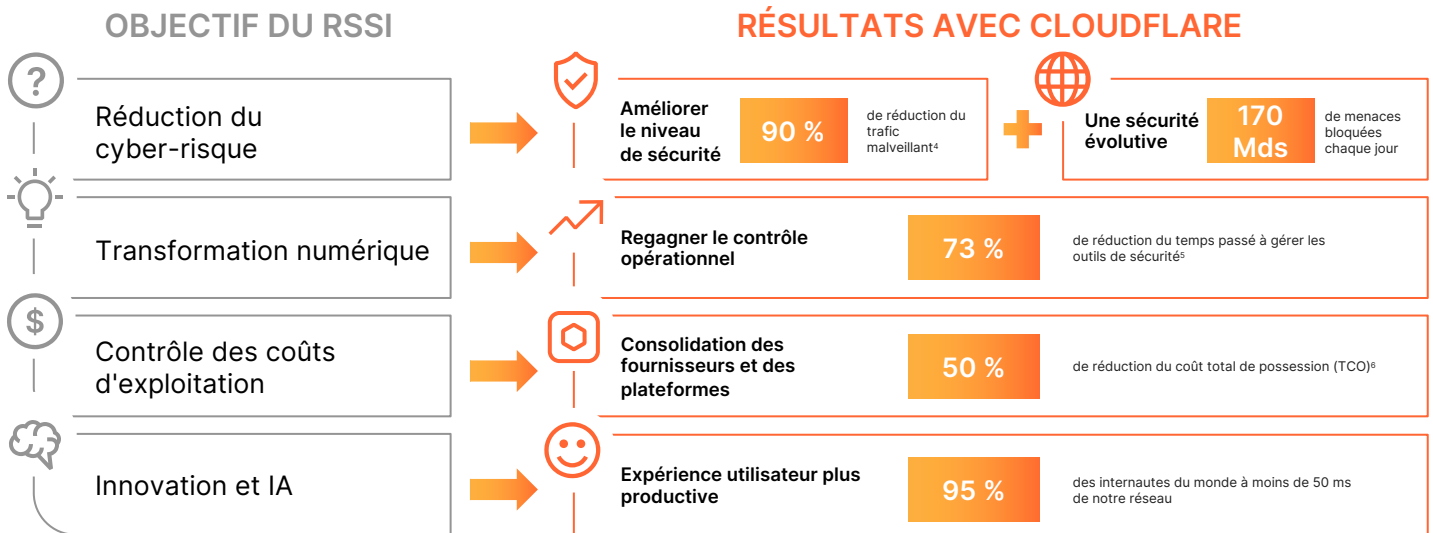 OBJECTIF DU RSSI
RÉSULTATS AVEC CLOUDFLARE
?
Réduction du
cyber-risque
Améliorer
le niveau
de sécurité
90 %
de réduction du
trafic
malveillant⁴
Une sécurité
évolutive
170
Mds
de menaces
bloquées
chaque jour
Transformation numérique
Regagner le contrôle
opérationnel
73 %
de réduction du temps passé à gérer les
outils de sécurité⁵
$
Contrôle des coûts
d'exploitation
Consolidation des
fournisseurs et des
plateformes
50 %
de réduction du coût total de possession (TCO)⁶
Innovation et IA
Expérience utilisateur plus
productive
95 %
des internautes du monde à moins de 50 ms
de notre réseau